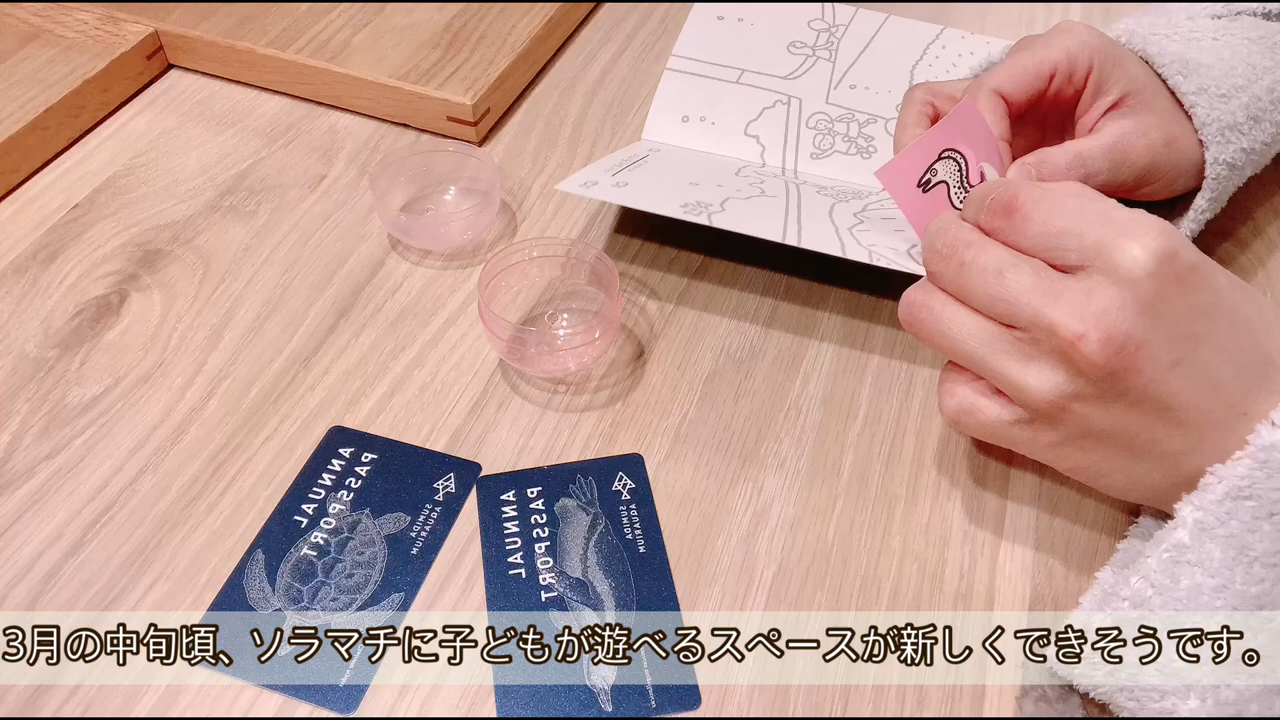 ANNUAL
PASSPORT
SUMIDA
AQUARIUM
ANNUAL
PASSPORT
SUMIDA
AQUARIUM
3月の中旬頃、ソラマチに子どもが遊べるスペースが新しくできそうです。